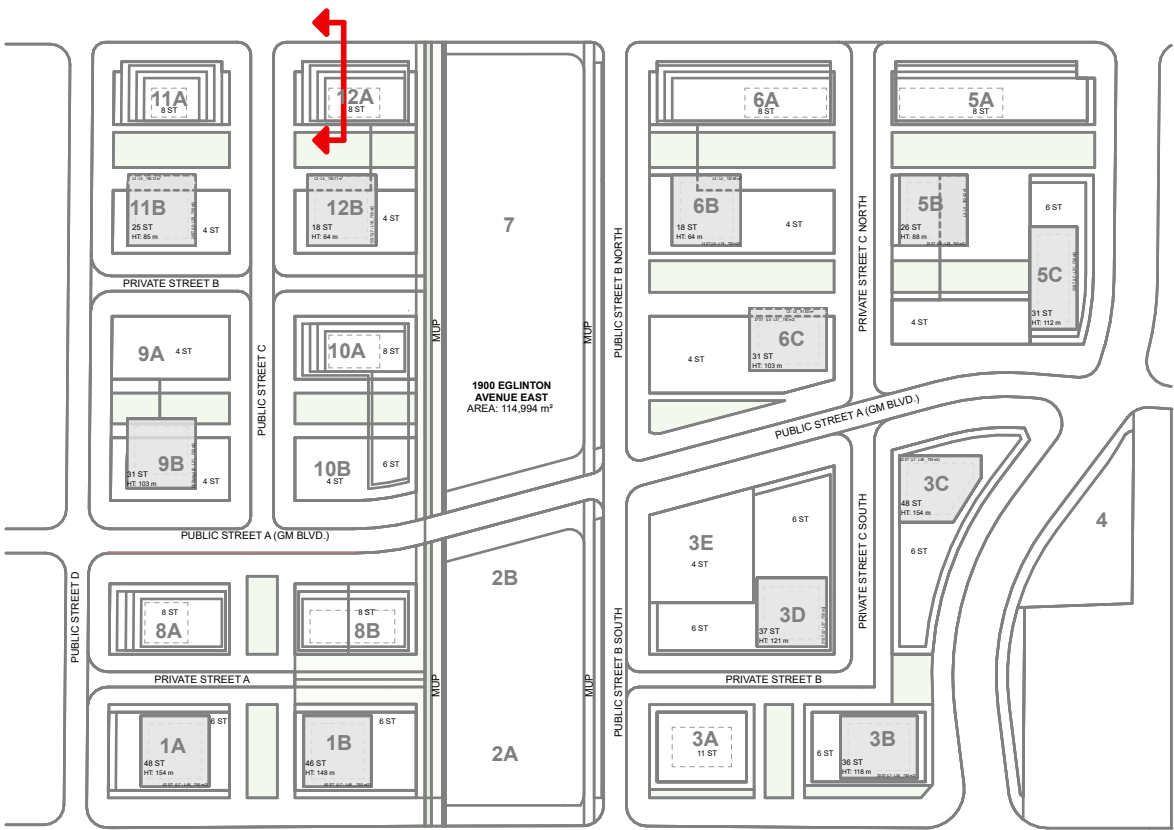 11A
8 ST
12A
8 ST
6A
8 ST
5A
8 ST
11B
25 ST
HT: 85 m
4 ST
12B
18 ST
HT: 64 m
4 ST
7
6B
18 ST
HT: 64 m
4 ST
5B
26 ST
HT: 88 m
6 ST
5C
31 ST
HT: 112 m
4 ST
PRIVATE STREET B
PUBLIC STREET C
MUP
MUP
PUBLIC STREET B NORTH
PRIVATE STREET C NORTH
9A
4 ST
10A
8 ST
6C
31 ST
HT: 103 m
4 ST
1900 EGLINTON
AVENUE EAST
AREA: 114,994 m²
PUBLIC STREET A (GM BLVD.)
9B
31 ST
HT: 103 m
4 ST
10B
4 ST
6 ST
3C
48 ST
HT: 154 m
6 ST
4
PUBLIC STREET A (GM BLVD.)
3E
4 ST
6 ST
PRIVATE STREET C SOUTH
PUBLIC STREET D
8 ST
8A
8 ST
8B
2B
6 ST
3D
37 ST
HT: 121 m
PUBLIC STREET B SOUTH
PRIVATE STREET A
MUP
MUP
PRIVATE STREET B
1A
48 ST
HT: 154 m
6 ST
1B
46 ST
HT: 148 m
6 ST
2A
3A
11 ST
6 ST
3B
36 ST
HT: 118 m